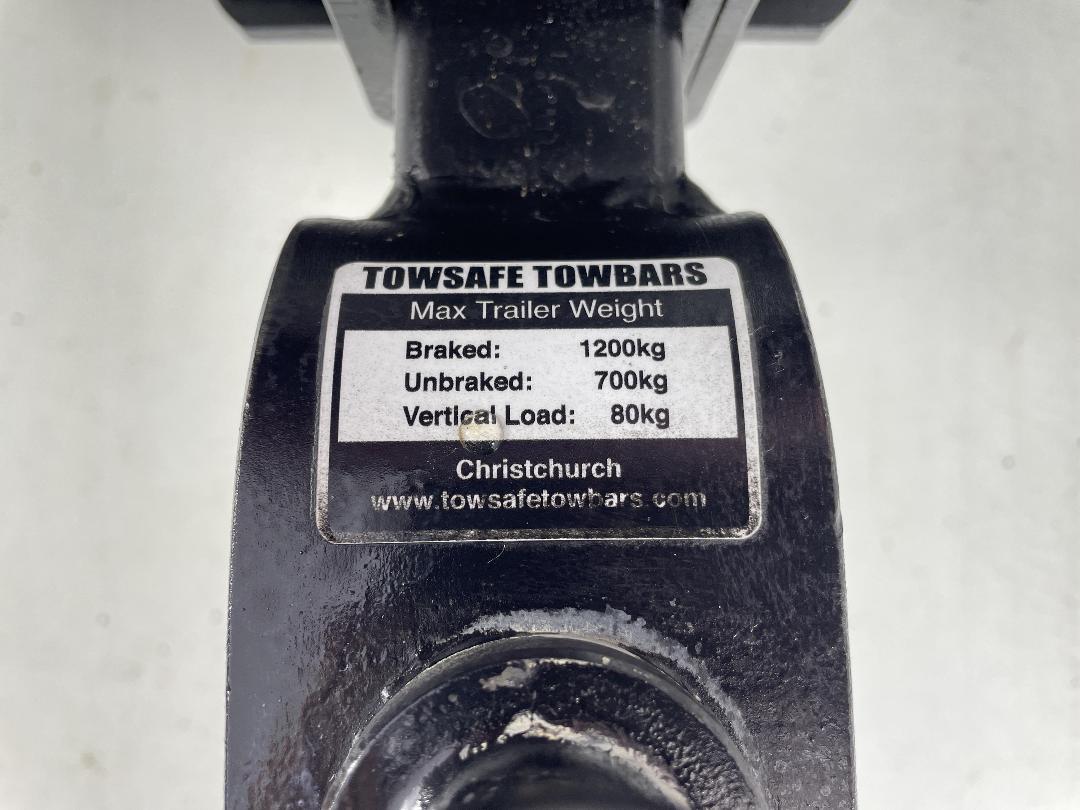 TOWSAFE TOWBARS
Max Trailer Weight
Braked: 1200kg
Unbraked: 700kg
Vertical Load: 80kg
Christchurch
www.towsafetowbars.com